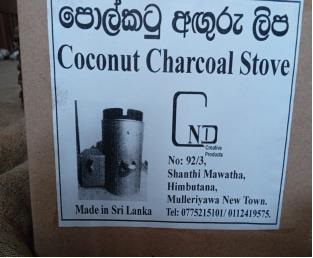 පොල්කටු අඟුරු ලිප
Coconut Charcoal Stove
CND
Creative
Products
No: 92/3,
Shanthi Mawatha,
Himbutana,
Mulleriyawa New Town.
Made in Sri Lanka
Tel: 0775215101/ 0112419575.